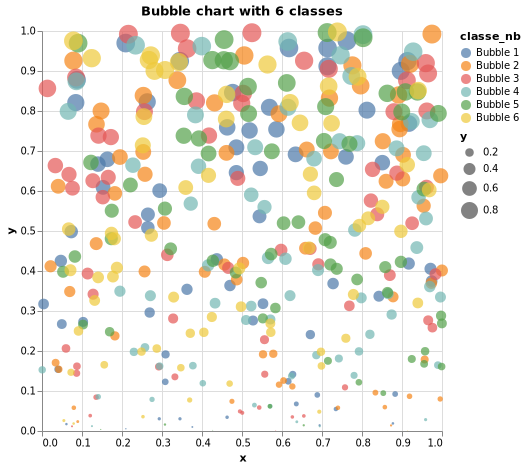 Bubble chart with 6 classes
1.0
0.9
0.8
0.7
0.6
0.5
0.4
0.3
0.2
0.1
0.0
y
0.0 0.1 0.2 0.3 0.4 0.5 0.6 0.7 0.8 0.9 1.0
x
classe_nb
Bubble 1
Bubble 2
Bubble 3
Bubble 4
Bubble 5
Bubble 6
y
0.2
0.4
0.6
0.8